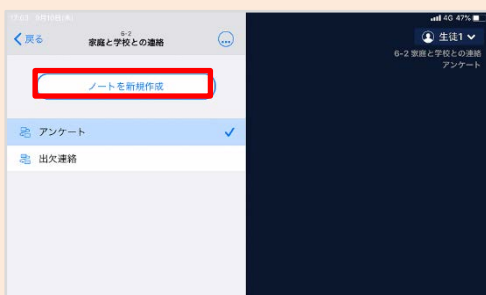 4G 47%
戻る
6-2
家庭と学校との連絡
ノートを新規作成
アンケート
出欠連絡
生徒1
6-2 家庭と学校との連絡
アンケート